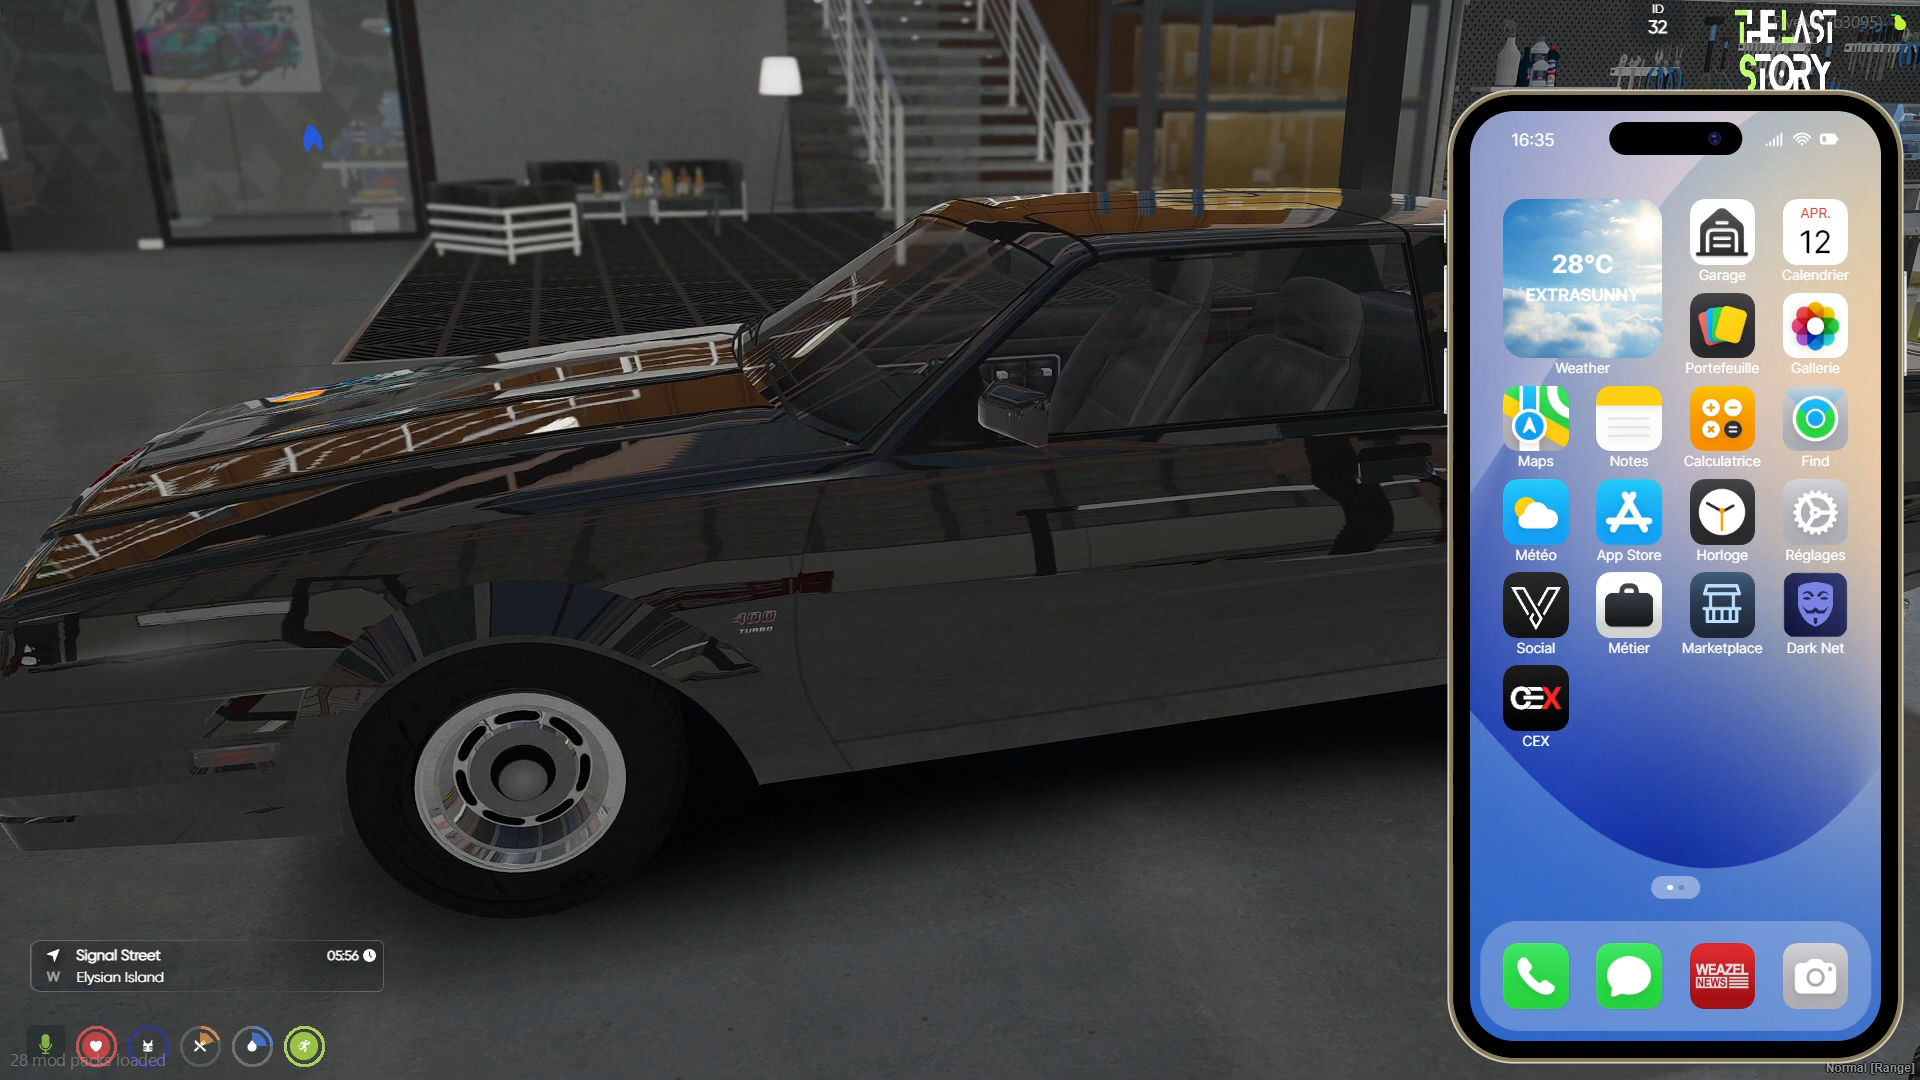 ID
32
THE LAST
STORY
16:35
28°C
EXTRASUNNY
Weather
Garage
APR.
12
Calendrier
Portefeuille
Gallerie
Maps
Notes
Calculatrice
Find
Météo
App Store
Horloge
Réglages
Social
Métier
Marketplace
Dark Net
CEX
CEX
WEAZEL
NEWS
400
TURBO
Signal Street
05:56
W
Elysian Island
28 mod packs loaded
Normal [Range]